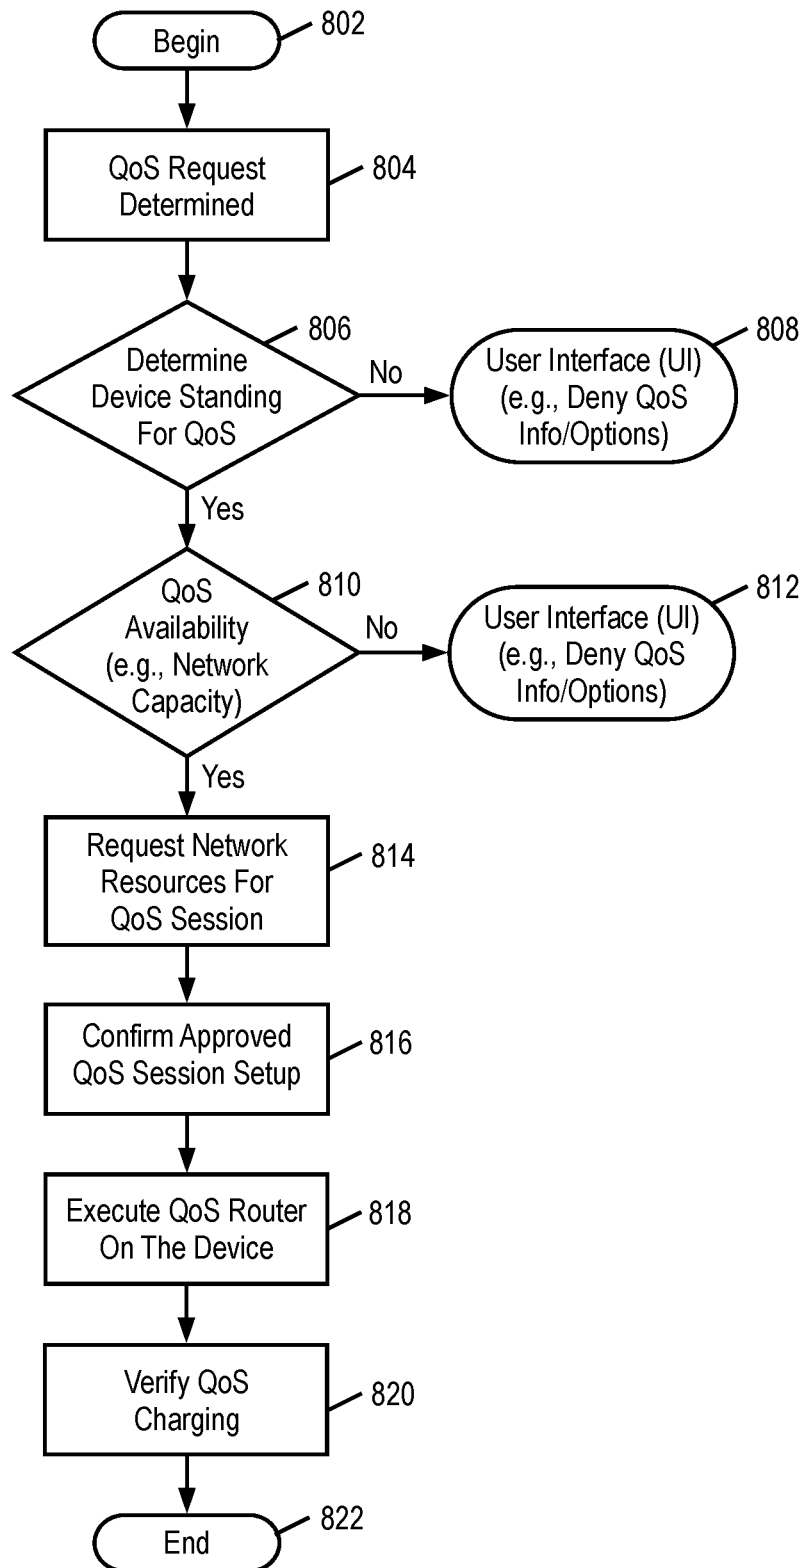 Begin
802
QoS Request
Determined
804
806
Determine
Device Standing
For QoS
No
808
User Interface (UI)
(e.g., Deny QoS
Info/Options)
Yes
810
QoS
Availability
(e.g., Network
Capacity)
No
812
User Interface (UI)
(e.g., Deny QoS
Info/Options)
Yes
Request Network
Resources For
QoS Session
814
Confirm Approved
QoS Session Setup
816
Execute QoS Router
On The Device
818
Verify QoS
Charging
820
End
822